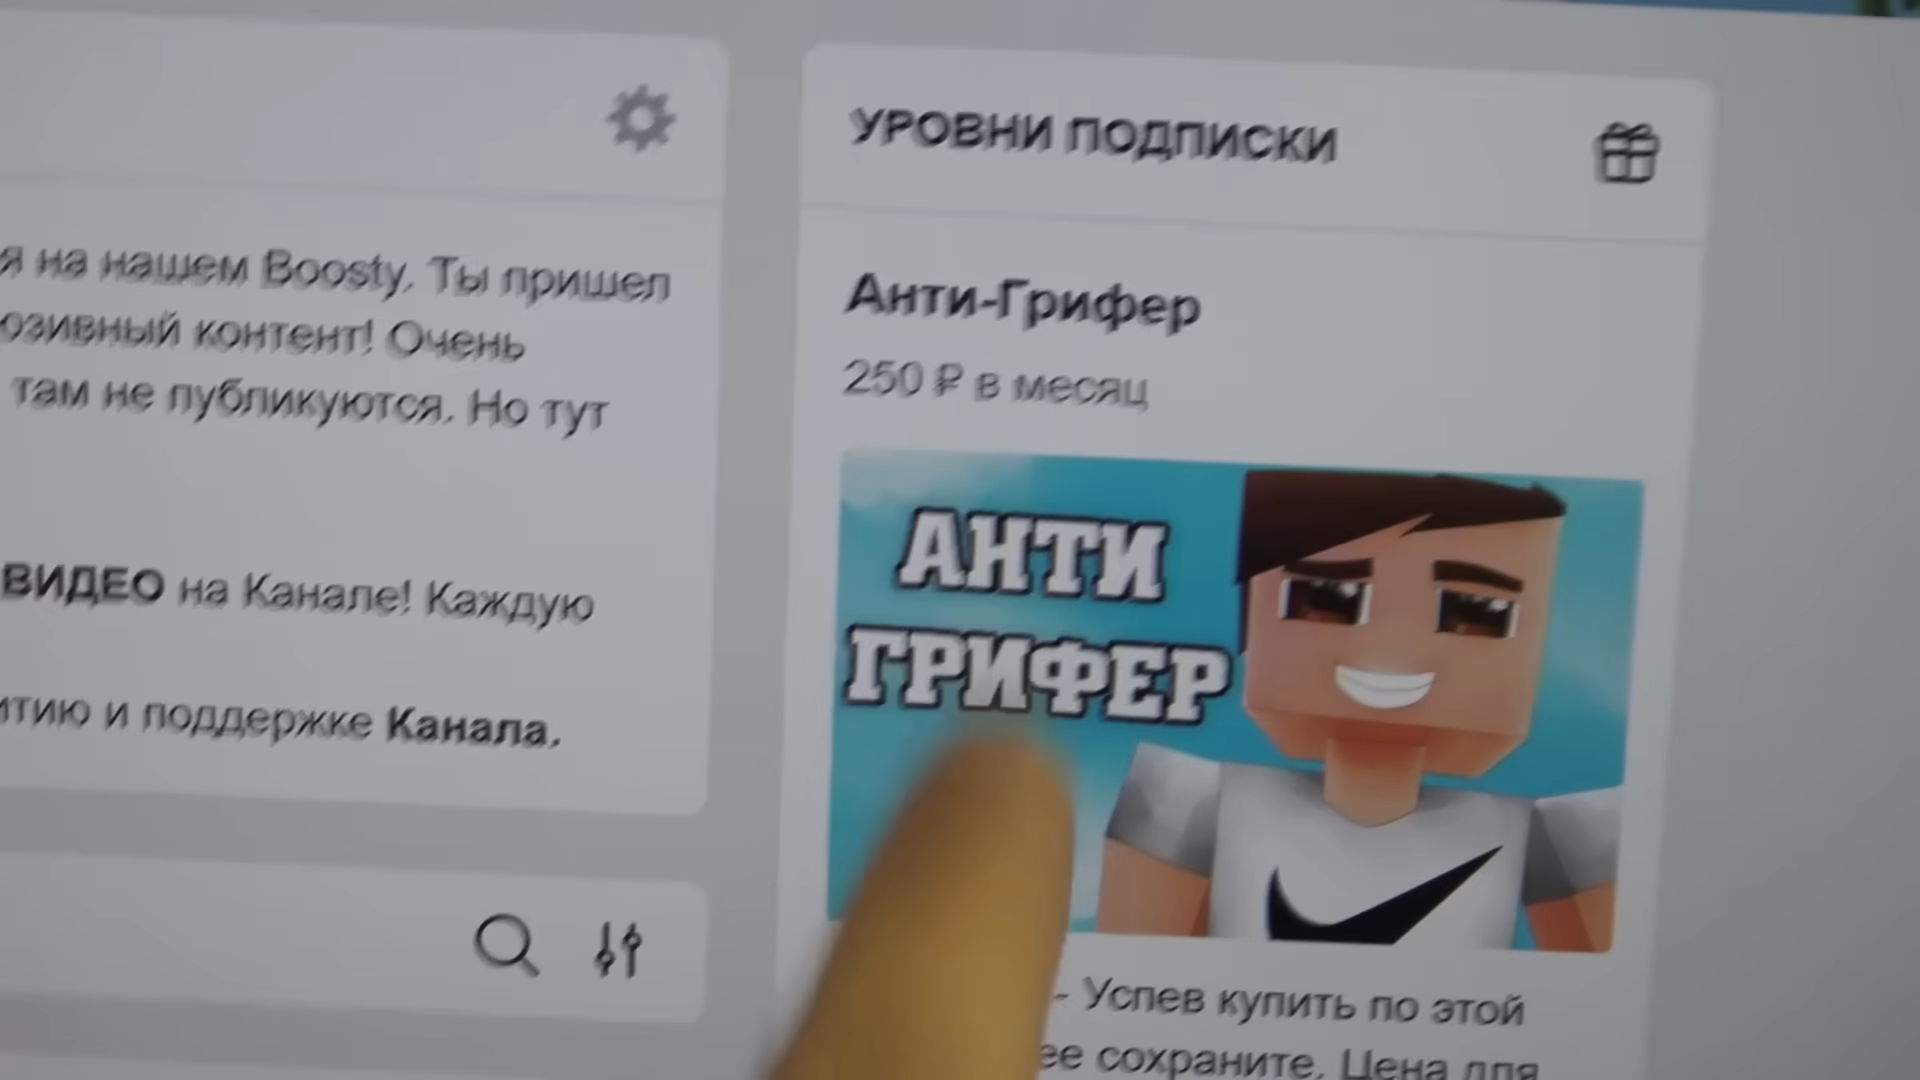 я на нашем Boosty. Ты пришел
озивный контент! Очень
там не публикуются. Но тут
ВИДЕО на Канале! Каждую
итию и поддержке Канала.
УРОВНИ ПОДПИСКИ
Анти-Грифер
250 ₽ в месяц
АНТИ
ГРИФЕР
- Успев купить по этой
ее сохраните. Цена для